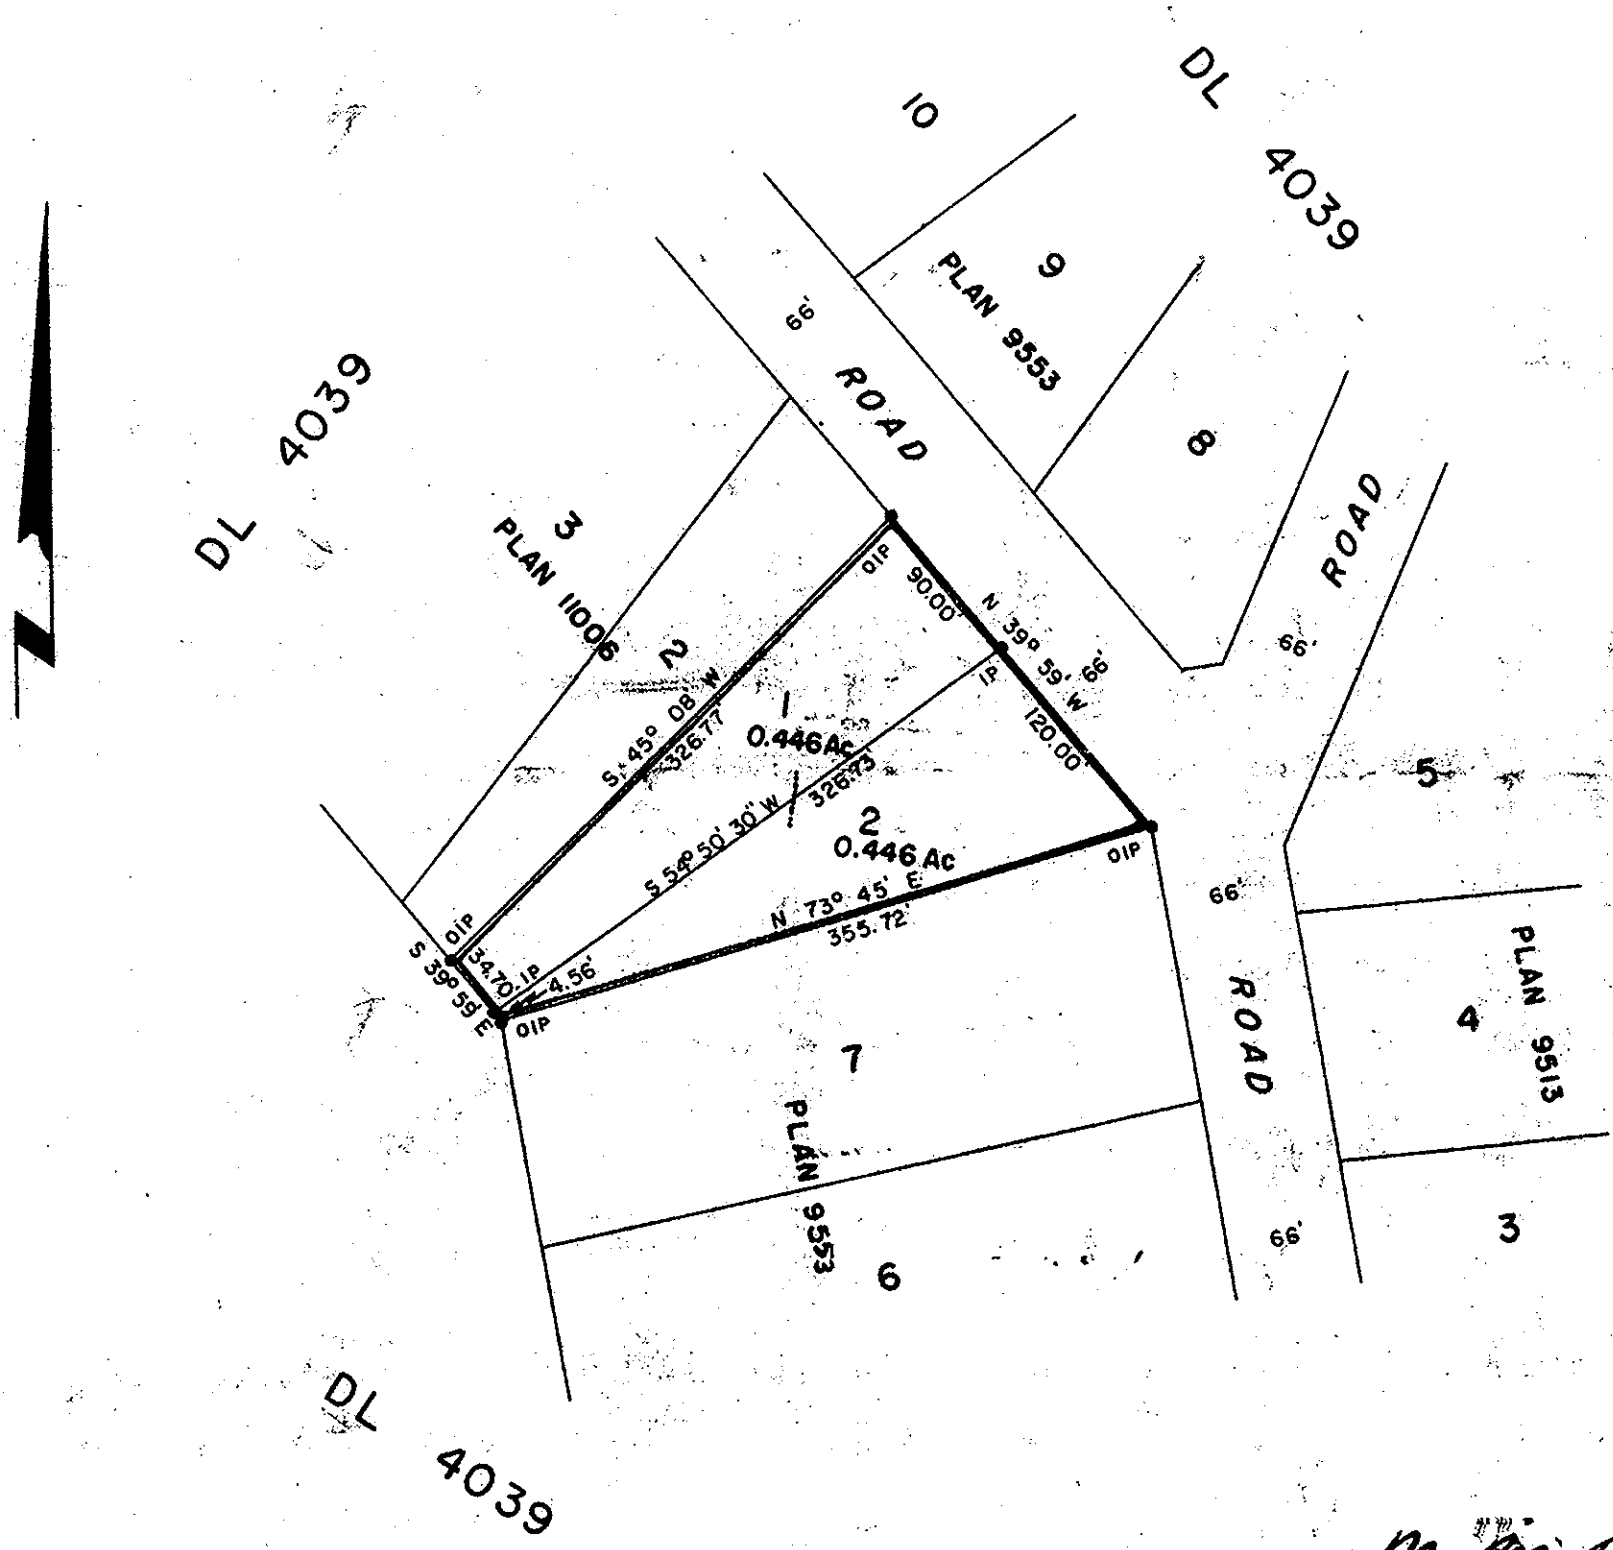 DL 4039
10
9
PLAN 9553
8
66'
ROAD
DL 4039
3
PLAN 11006
2
ROAD
66'
OIP
90.00'
N 39° 59' W
66'
IP
120.00
S 45° 08' W
326.77'
1
0.446 Ac
326.73'
S 54° 50' 30" W
2
0.446 Ac
OIP
N 73° 45' E
355.72'
5
66'
OIP
34.70
IP
4.56'
S 39° 59' E
OIP
ROAD
PLAN 9513
4
7
PLAN 9553
6
66'
3
DL 4039